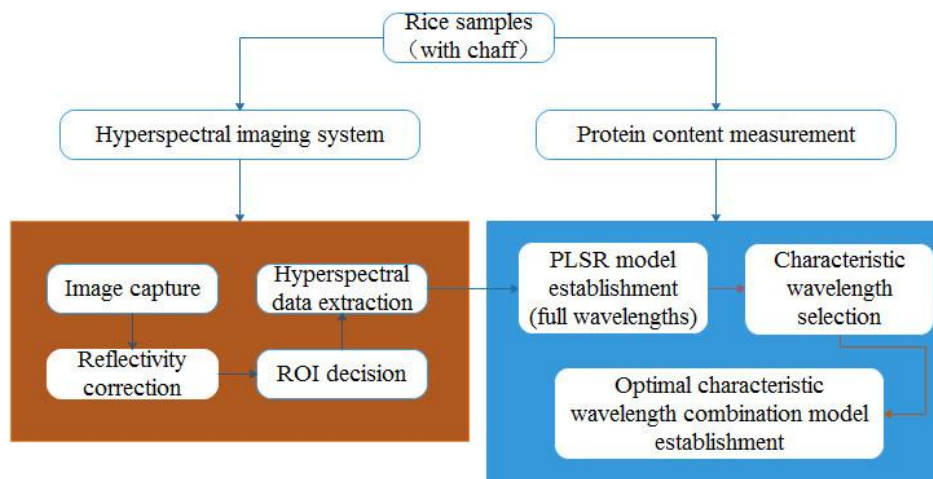 Rice samples
（with chaff）
Hyperspectral imaging system
Protein content measurement
Image capture
Reflectivity
correction
ROI decision
Hyperspectral
data extraction
PLSR model
establishment
(full wavelengths)
Characteristic
wavelength
selection
Optimal characteristic
wavelength combination model
establishment